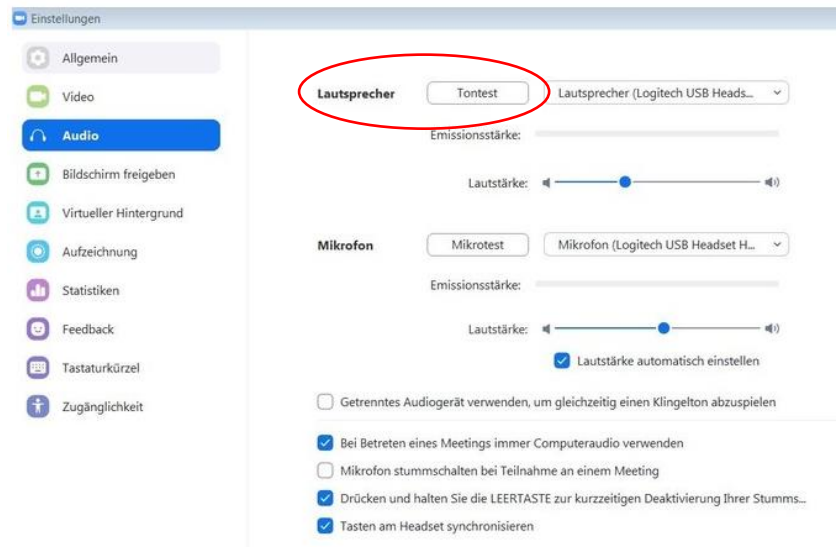 Einstellungen
Allgemein
Video
Audio
Bildschirm freigeben
Virtueller Hintergrund
Aufzeichnung
Statistiken
Feedback
Tastaturkürzel
Zugänglichkeit
Lautsprecher Tontest Lautsprecher (Logitech USB Heads...
Emissionsstärke:
Lautstärke:
Mikrofon Mikrotest Mikrofon (Logitech USB Headset H...
Emissionsstärke:
Lautstärke:
Lautstärke automatisch einstellen
Getrenntes Audiogerät verwenden, um gleichzeitig einen Klingelton abzuspielen
Bei Betreten eines Meetings immer Computeraudio verwenden
Mikrofon stummschalten bei Teilnahme an einem Meeting
Drücken und halten Sie die LEERTASTE zur kurzzeitigen Deaktivierung Ihrer Stumms...
Tasten am Headset synchronisieren